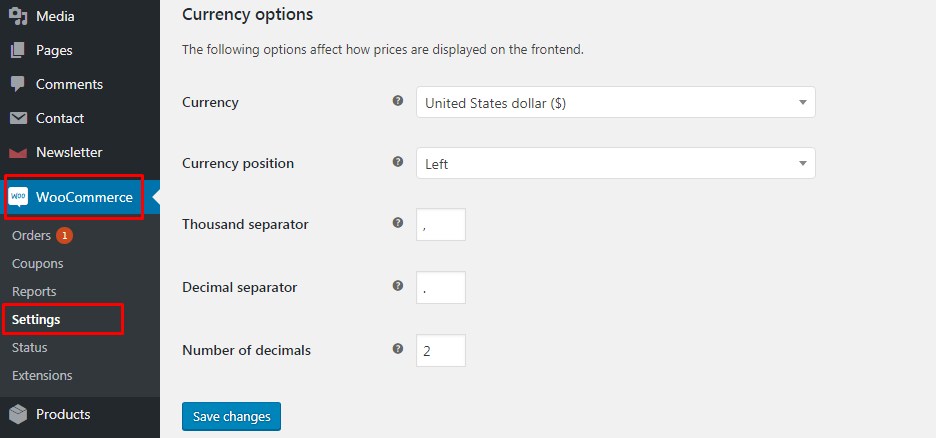 Media
Pages
Comments
Contact
Newsletter
WOO WooCommerce
Orders 1
Coupons
Reports
Settings
Status
Extensions
Products
Currency options
The following options affect how prices are displayed on the frontend.
Currency ? United States dollar ($)
Currency position ? Left
Thousand separator ? ,
Decimal separator ? .
Number of decimals ? 2
Save changes